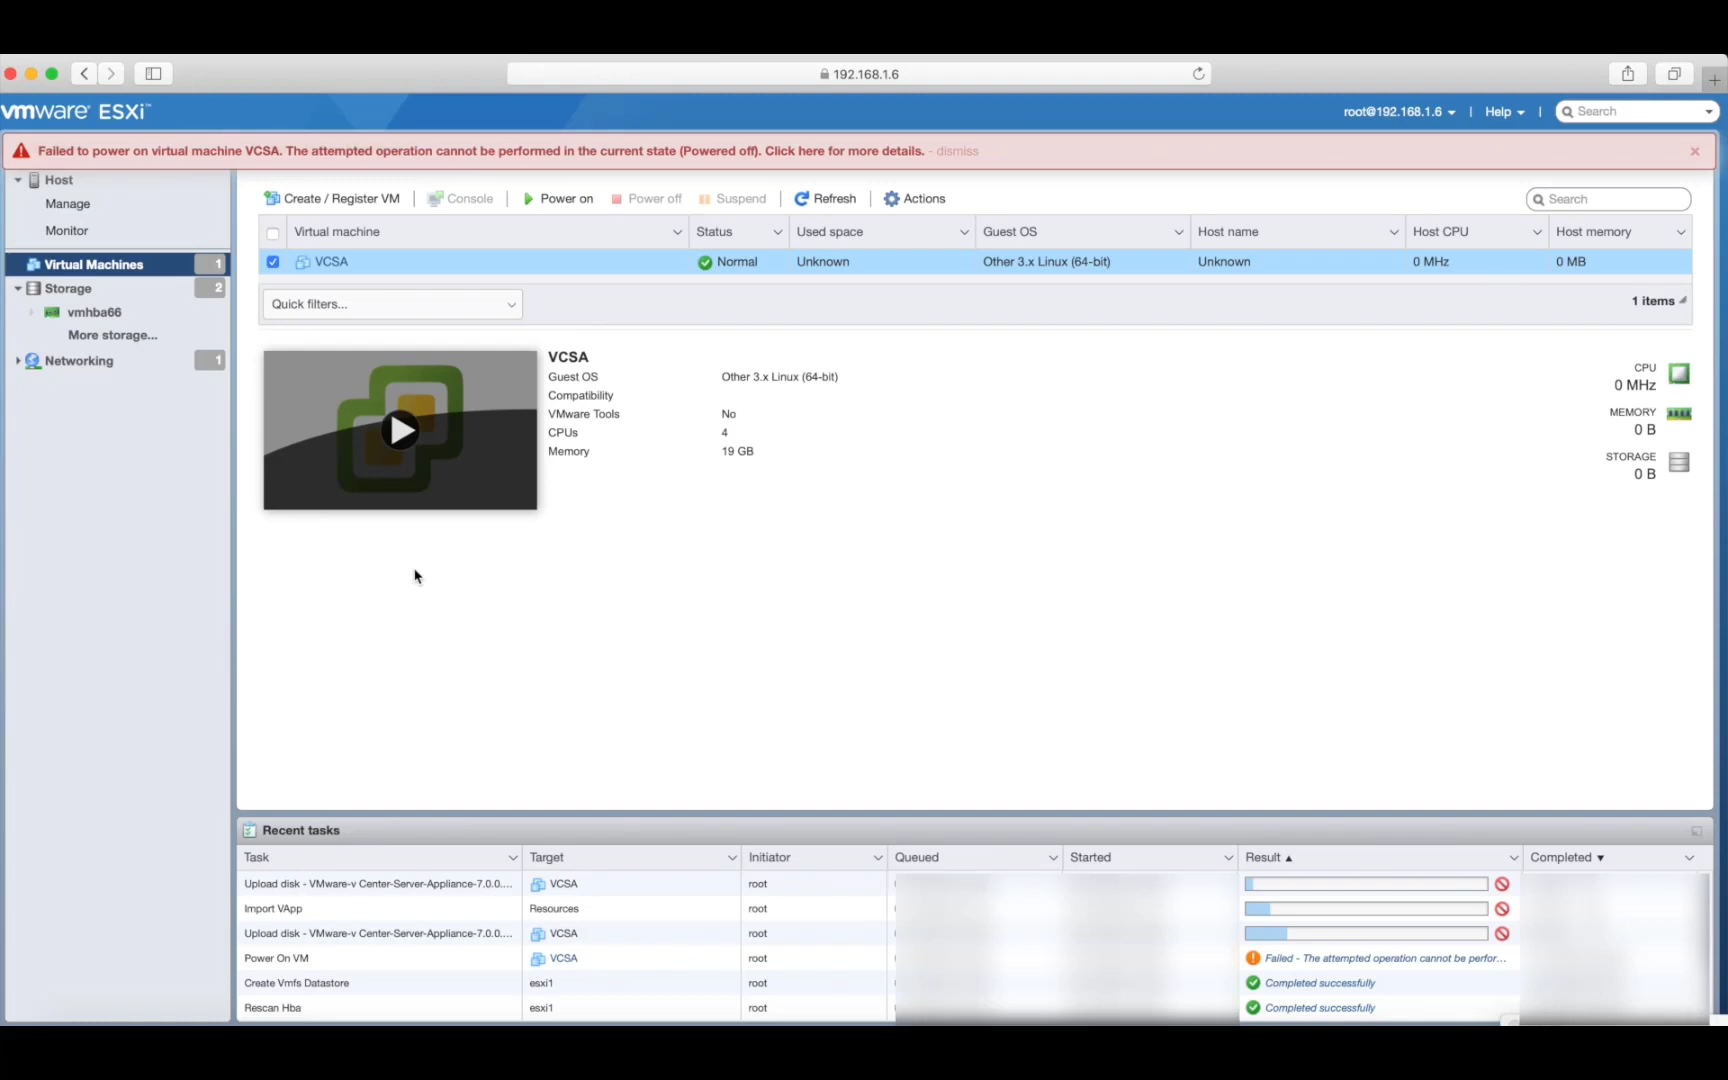 192.168.1.6
vmware ESXi™
root@192.168.1.6 | Help | Search
Failed to power on virtual machine VCSA. The attempted operation cannot be performed in the current state (Powered off). Click here for more details. - dismiss
Host
Manage
Monitor
Virtual Machines 1
Storage 2
vmhba66
More storage...
Networking 1
Create / Register VM | Console | Power on Power off Suspend | Refresh | Actions Search
Virtual machine Status Used space Guest OS Host name Host CPU Host memory
VCSA Normal Unknown Other 3.x Linux (64-bit) Unknown 0 MHz 0 MB
Quick filters... 1 items
VCSA
Guest OS Other 3.x Linux (64-bit)
Compatibility
VMware Tools No
CPUs 4
Memory 19 GB
CPU
0 MHz
MEMORY
0 B
STORAGE
0 B
Recent tasks
Task Target Initiator Queued Started Result Completed
Upload disk - VMware-v Center-Server-Appliance-7.0.0.... VCSA root
Import VApp Resources root
Upload disk - VMware-v Center-Server-Appliance-7.0.0.... VCSA root
Power On VM VCSA root Failed - The attempted operation cannot be perfor...
Create Vmfs Datastore esxi1 root Completed successfully
Rescan Hba esxi1 root Completed successfully